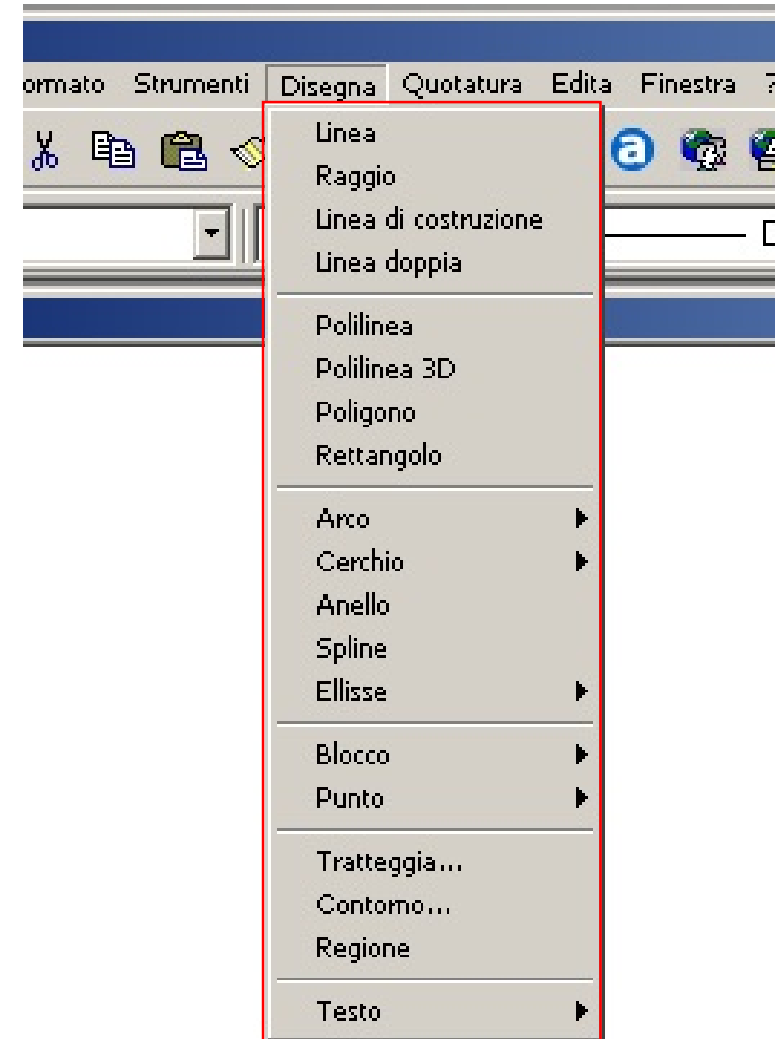 ormato Strumenti Disegna Quotatura Edita Finestra ?
Linea
Raggio
Linea di costruzione
Linea doppia
Polilinea
Polilinea 3D
Poligono
Rettangolo
Arco
Cerchio
Anello
Spline
Ellisse
Blocco
Punto
Tratteggia...
Contorno...
Regione
Testo